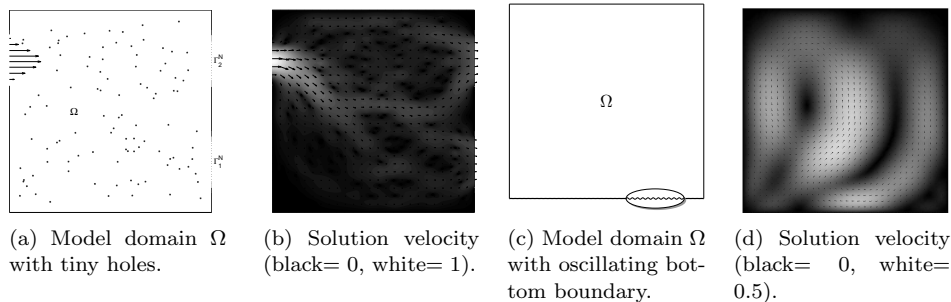 Γ₂ᴺ
Ω
Γ₁ᴺ
Ω
(a) Model domain Ω
with tiny holes.
(b) Solution velocity
(black= 0, white= 1).
(c) Model domain Ω
with oscillating bot-
tom boundary.
(d) Solution velocity
(black= 0, white=
0.5).